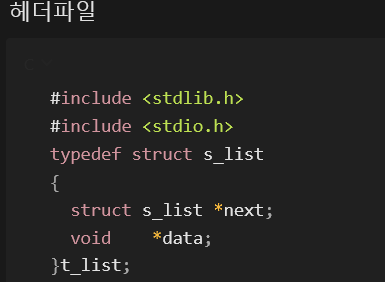 헤더파일
#include <stdlib.h>
#include <stdio.h>
typedef struct s_list
{
  struct s_list *next;
  void    *data;
}t_list;